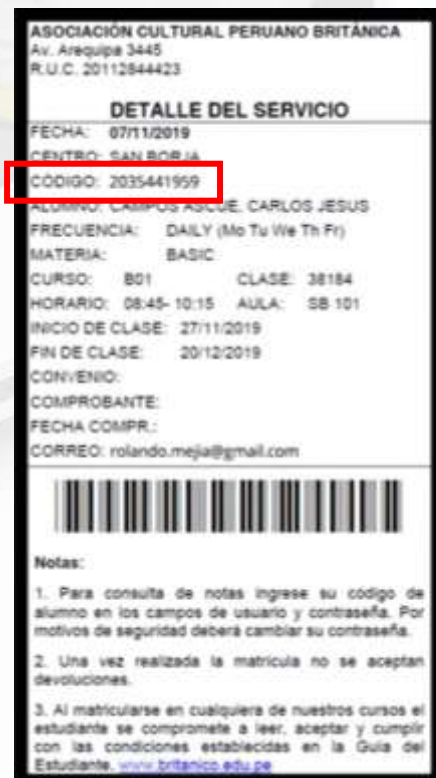 ASOCIACIÓN CULTURAL PERUANO BRITÁNICA
Av. Arequipa 3445
R.U.C. 20112844423
DETALLE DEL SERVICIO
FECHA: 07/11/2019
CENTRO: SAN BORJA
CÓDIGO: 2035441959
ALUMNO: CAMPOS ASCUE, CARLOS JESUS
FRECUENCIA: DAILY (Mo Tu We Th Fr)
MATERIA: BASIC
CURSO: B01 CLASE: 38184
HORARIO: 08:45- 10:15 AULA: SB 101
INICIO DE CLASE: 27/11/2019
FIN DE CLASE: 20/12/2019
CONVENIO:
COMPROBANTE:
FECHA COMPR.:
CORREO: rolando.mejia@gmail.com
Notas:
1. Para consulta de notas ingrese su código de
alumno en los campos de usuario y contraseña. Por
motivos de seguridad deberá cambiar su contraseña.
2. Una vez realizada la matrícula no se aceptan
devoluciones.
3. Al matricularse en cualquiera de nuestros cursos el
estudiante se compromete a leer, aceptar y cumplir
con las condiciones establecidas en la Guía del
Estudiante. www.britanico.edu.pe